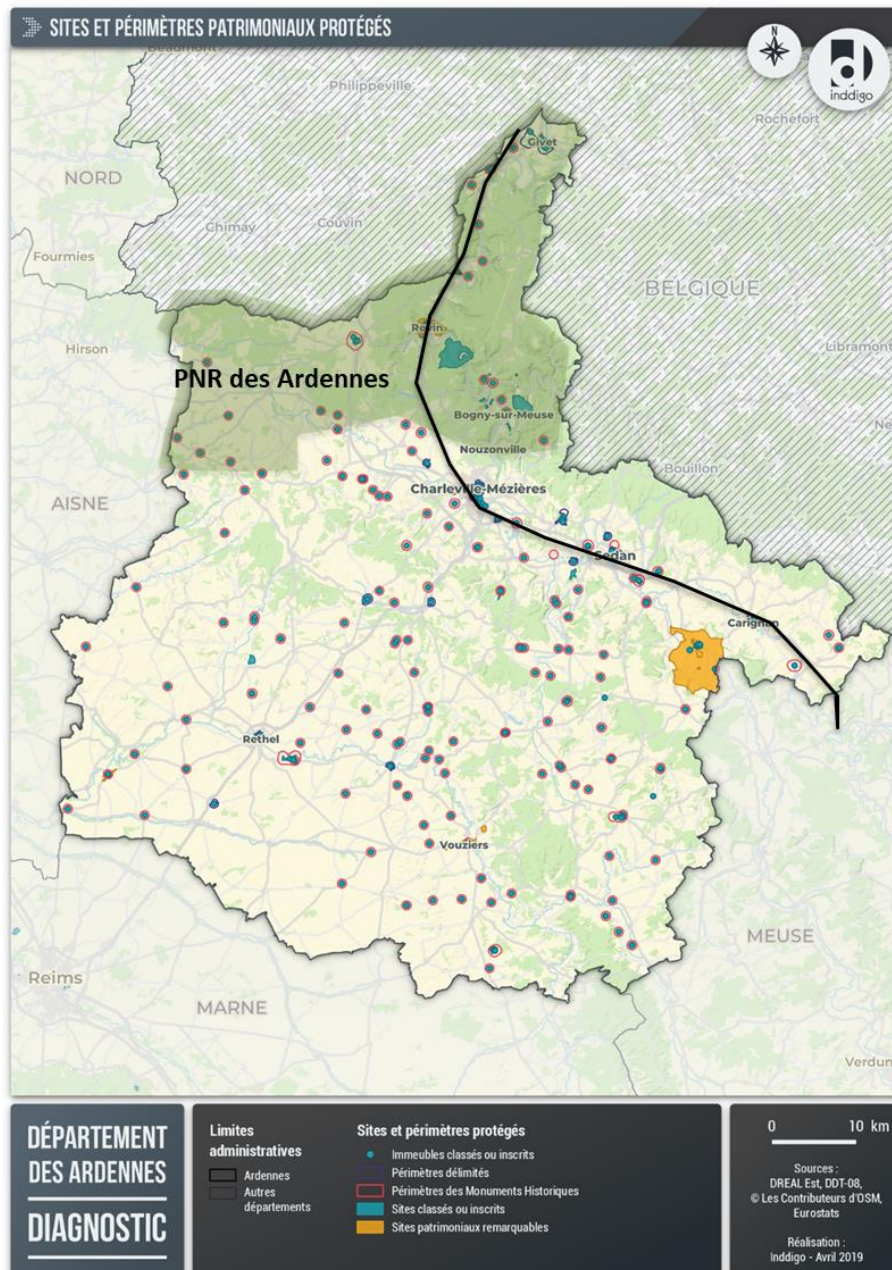 SITES ET PÉRIMÈTRES PATRIMONIAUX PROTÉGÉS
N
inddigo
Beaumont
Philippeville
Rochefort
Givet
NORD
Chimay
Couvin
Fourmies
BELGIQUE
Revin
Hirson
Libramont
PNR des Ardennes
Bogny-sur-Meuse
Nouzonville
Bouillon
Charleville-Mézières
AISNE
Sedan
Carignan
Rethel
Vouziers
MEUSE
Reims
MARNE
Verdun
DÉPARTEMENT
DES ARDENNES
DIAGNOSTIC
Limites
administratives
Ardennes
Autres
départements
Sites et périmètres protégés
Immeubles classés ou inscrits
Périmètres délimités
Périmètres des Monuments Historiques
Sites classés ou inscrits
Sites patrimoniaux remarquables
0 10 km
Sources :
DREAL Est, DDT-08,
© Les Contributeurs d'OSM,
Eurostats
Réalisation :
Inddigo - Avril 2019